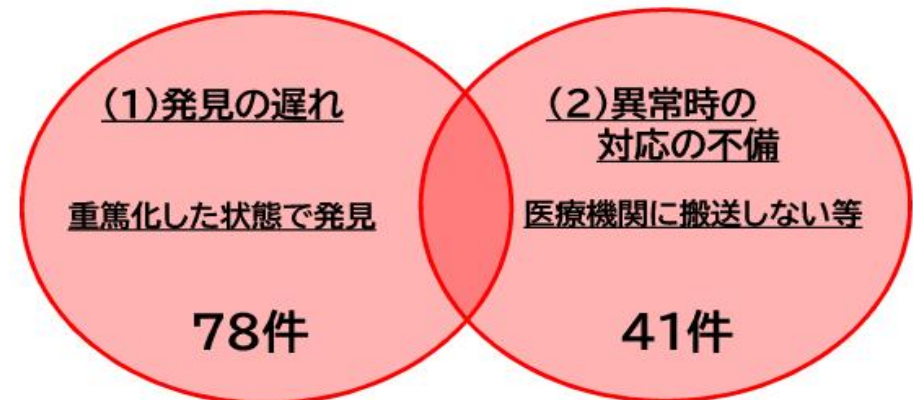 (1)発見の遅れ
重篤化した状態で発見
78件
(2)異常時の
対応の不備
医療機関に搬送しない等
41件